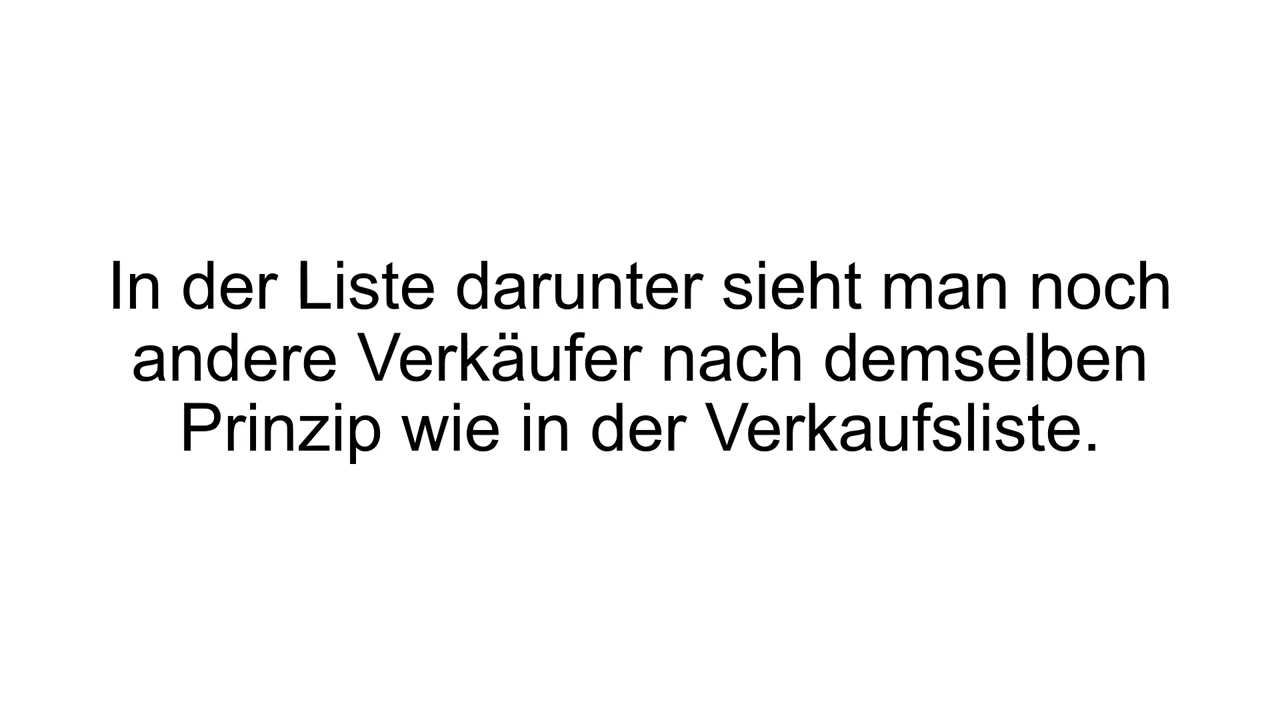 In der Liste darunter sieht man noch
andere Verkäufer nach demselben
Prinzip wie in der Verkaufsliste.